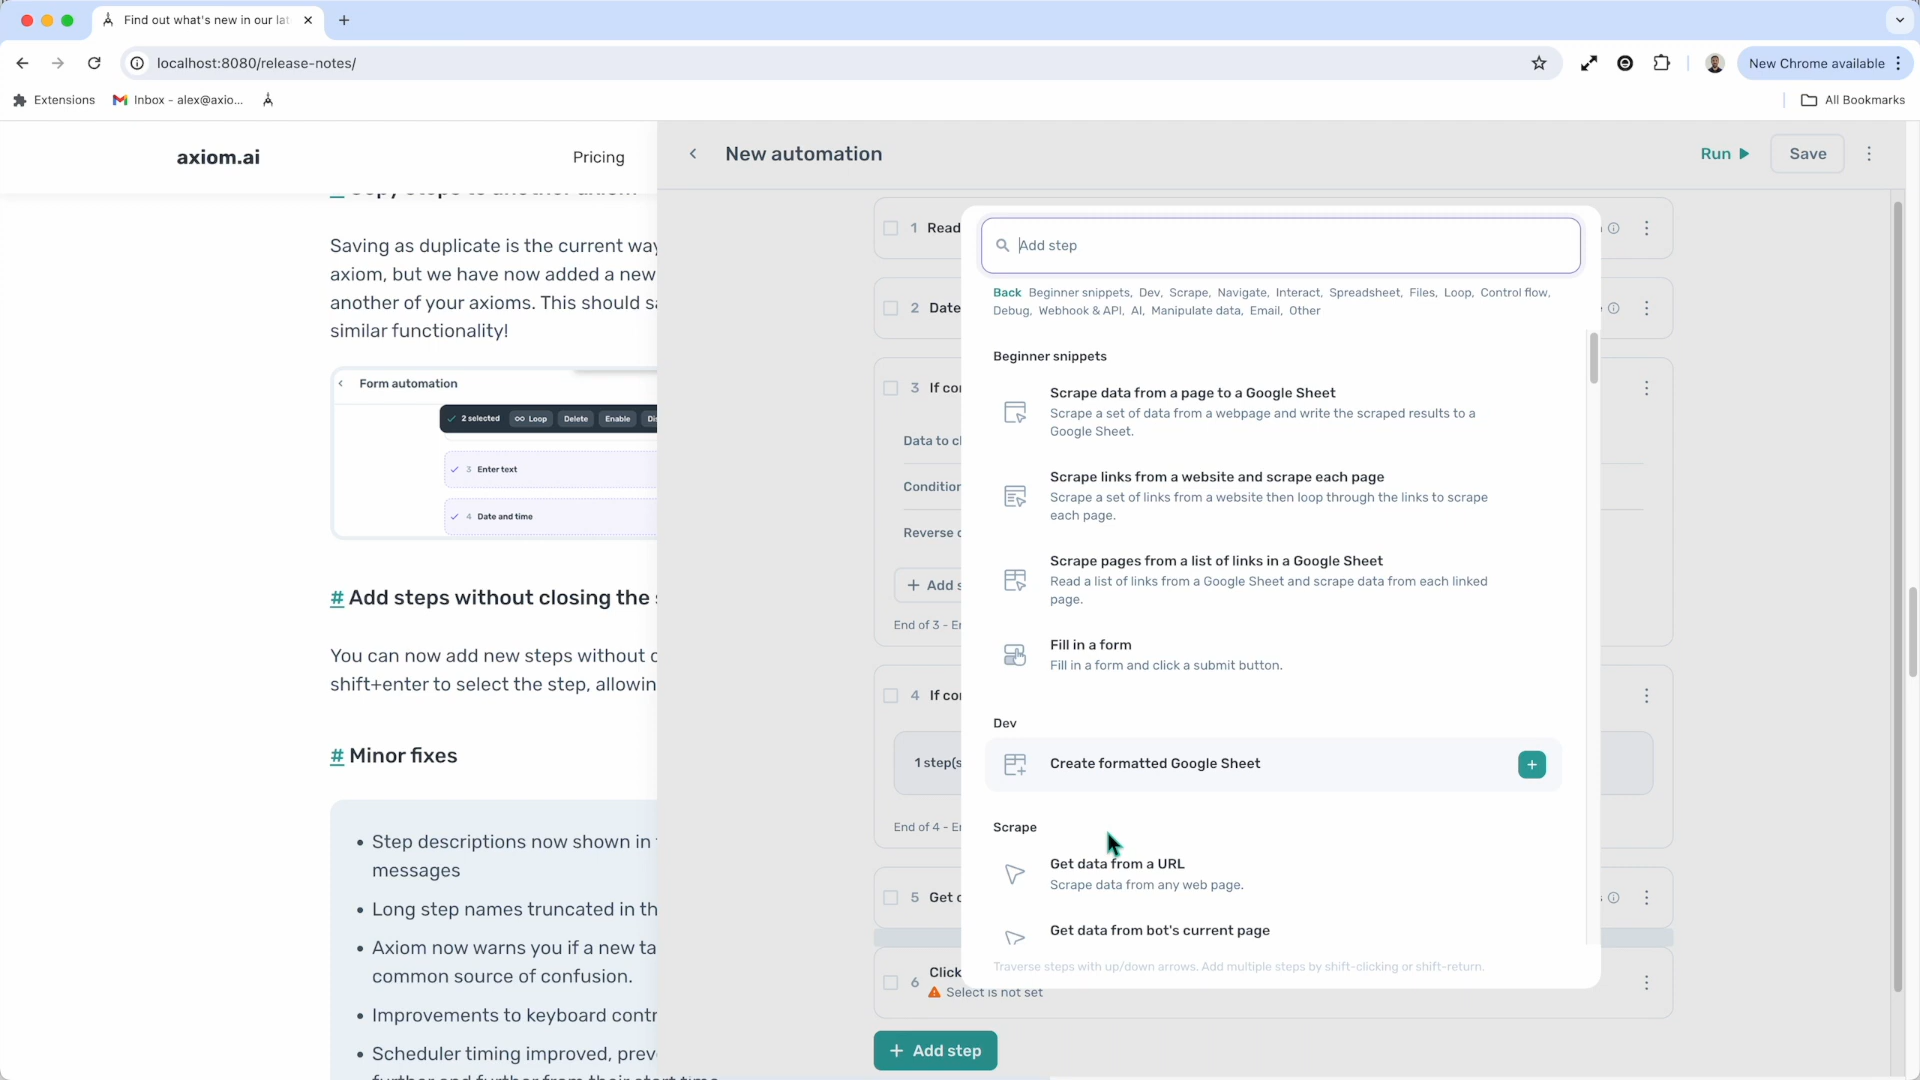 Find out what's new in our lat
localhost:8080/release-notes/
New Chrome available
Extensions
Inbox - alex@axio...
All Bookmarks
axiom.ai
Pricing
Saving as duplicate is the current way
axiom, but we have now added a new
another of your axioms. This should sa
similar functionality!
Form automation
2 selected
Loop
Delete
Enable
Di
3 Enter text
4 Date and time
# Add steps without closing the s
You can now add new steps without c
shift+enter to select the step, allowin
# Minor fixes
• Step descriptions now shown in
messages
• Long step names truncated in th
• Axiom now warns you if a new ta
common source of confusion.
• Improvements to keyboard contr
• Scheduler timing improved, prev
New automation
Run
Save
1 Read
2 Date
3 If co
Data to c
Condition
Reverse c
+ Add s
End of 3 - E
4 If co
1 step(s
End of 4 - E
5 Get c
6 Click
Select is not set
+ Add step
Add step
Back Beginner snippets, Dev, Scrape, Navigate, Interact, Spreadsheet, Files, Loop, Control flow,
Debug, Webhook & API, AI, Manipulate data, Email, Other
Beginner snippets
Scrape data from a page to a Google Sheet
Scrape a set of data from a webpage and write the scraped results to a
Google Sheet.
Scrape links from a website and scrape each page
Scrape a set of links from a website then loop through the links to scrape
each page.
Scrape pages from a list of links in a Google Sheet
Read a list of links from a Google Sheet and scrape data from each linked
page.
Fill in a form
Fill in a form and click a submit button.
Dev
Create formatted Google Sheet
Scrape
Get data from a URL
Scrape data from any web page.
Get data from bot's current page
Traverse steps with up/down arrows. Add multiple steps by shift-clicking or shift-return.